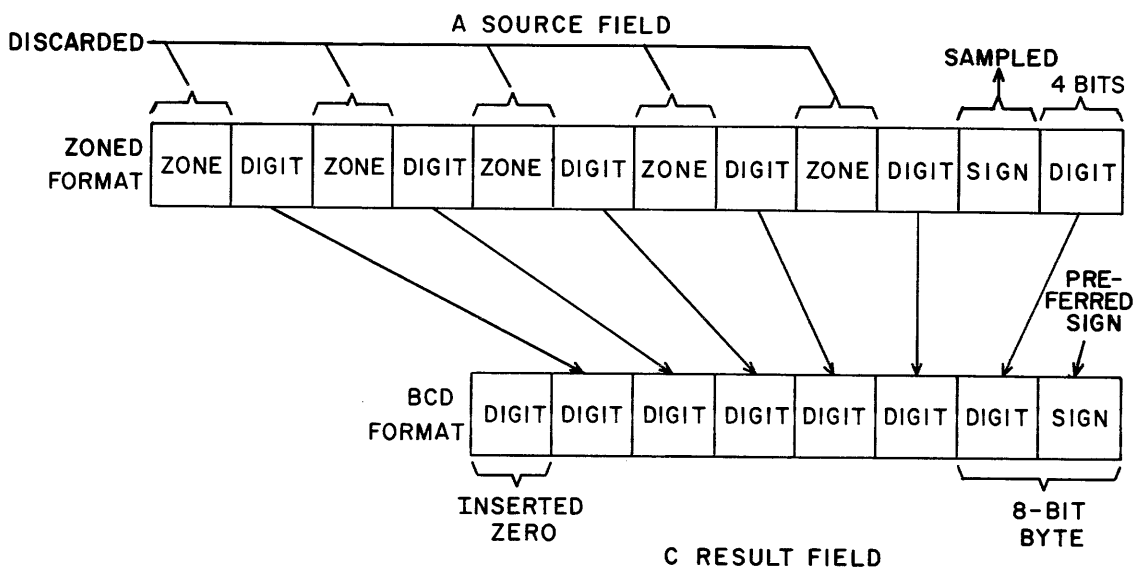 A SOURCE FIELD
DISCARDED
SAMPLED
4 BITS
ZONED
FORMAT
ZONE DIGIT ZONE DIGIT ZONE DIGIT ZONE DIGIT ZONE DIGIT SIGN DIGIT
PRE-
FERRED
SIGN
BCD
FORMAT
DIGIT DIGIT DIGIT DIGIT DIGIT DIGIT DIGIT SIGN
INSERTED
ZERO
8-BIT
BYTE
C RESULT FIELD